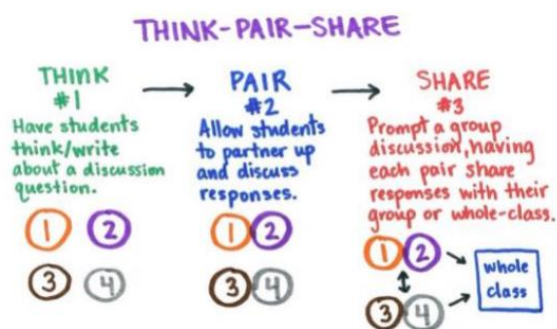 THINK-PAIR-SHARE
THINK
#1
Have students
think/write
about a discussion
question.
1 2
3 4
PAIR
#2
Allow students
to partner up
and discuss
responses.
1 2
3 4
SHARE
#3
Prompt a group
discussion, having
each pair share
responses with their
group or whole-class.
1 2
3 4
whole
class